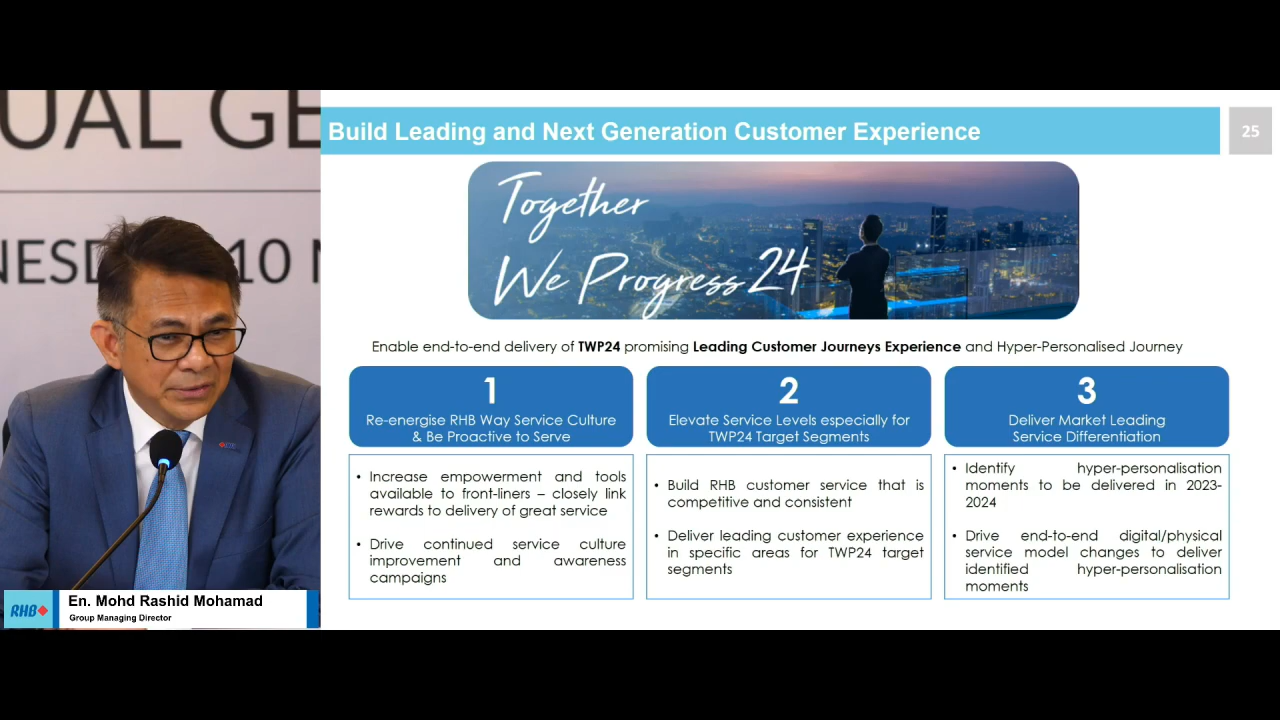 UAL GE
NESD 10 M
RHB
En. Mohd Rashid Mohamad
Group Managing Director
Build Leading and Next Generation Customer Experience
25
Together
We Progress 24
Enable end-to-end delivery of TWP24 promising Leading Customer Journeys Experience and Hyper-Personalised Journey
1
Re-energise RHB Way Service Culture
& Be Proactive to Serve
• Increase empowerment and tools
available to front-liners – closely link
rewards to delivery of great service
• Drive continued service culture
improvement and awareness
campaigns
2
Elevate Service Levels especially for
TWP24 Target Segments
• Build RHB customer service that is
competitive and consistent
• Deliver leading customer experience
in specific areas for TWP24 target
segments
3
Deliver Market Leading
Service Differentiation
• Identify hyper-personalisation
moments to be delivered in 2023-
2024
• Drive end-to-end digital/physical
service model changes to deliver
identified hyper-personalisation
moments